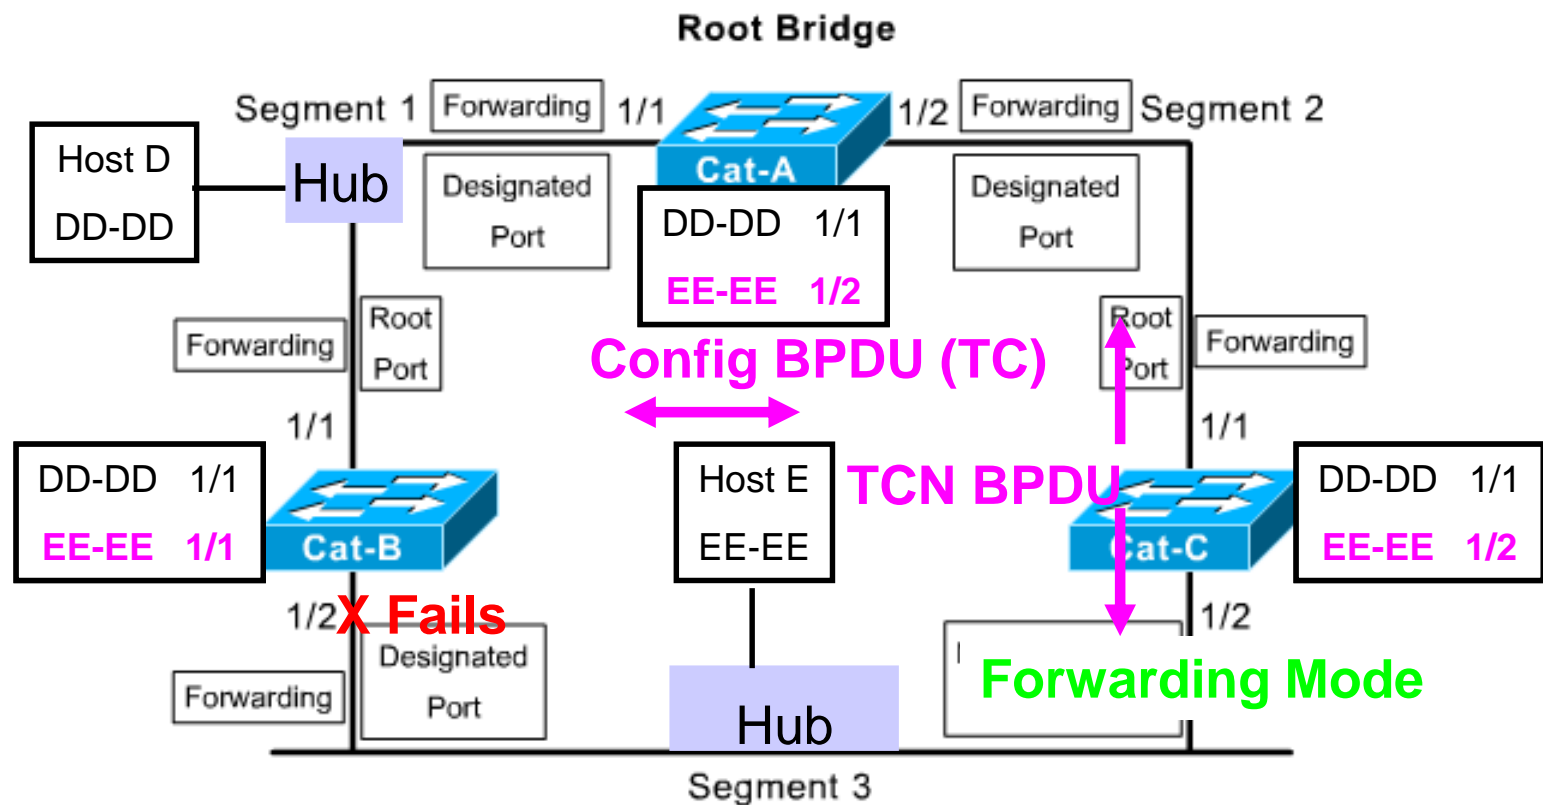 Root Bridge
Segment 1
Forwarding
1/1
1/2
Forwarding
Segment 2
Host D
DD-DD
Hub
Designated
Port
Cat-A
DD-DD 1/1
EE-EE 1/2
Designated
Port
Forwarding
Root
Port
Config BPDU (TC)
Root
Port
Forwarding
1/1
1/1
DD-DD 1/1
EE-EE 1/1
Cat-B
Host E
EE-EE
TCN BPDU
Cat-C
DD-DD 1/1
EE-EE 1/2
1/2
X Fails
1/2
Forwarding
Designated
Port
Hub
Forwarding Mode
Segment 3